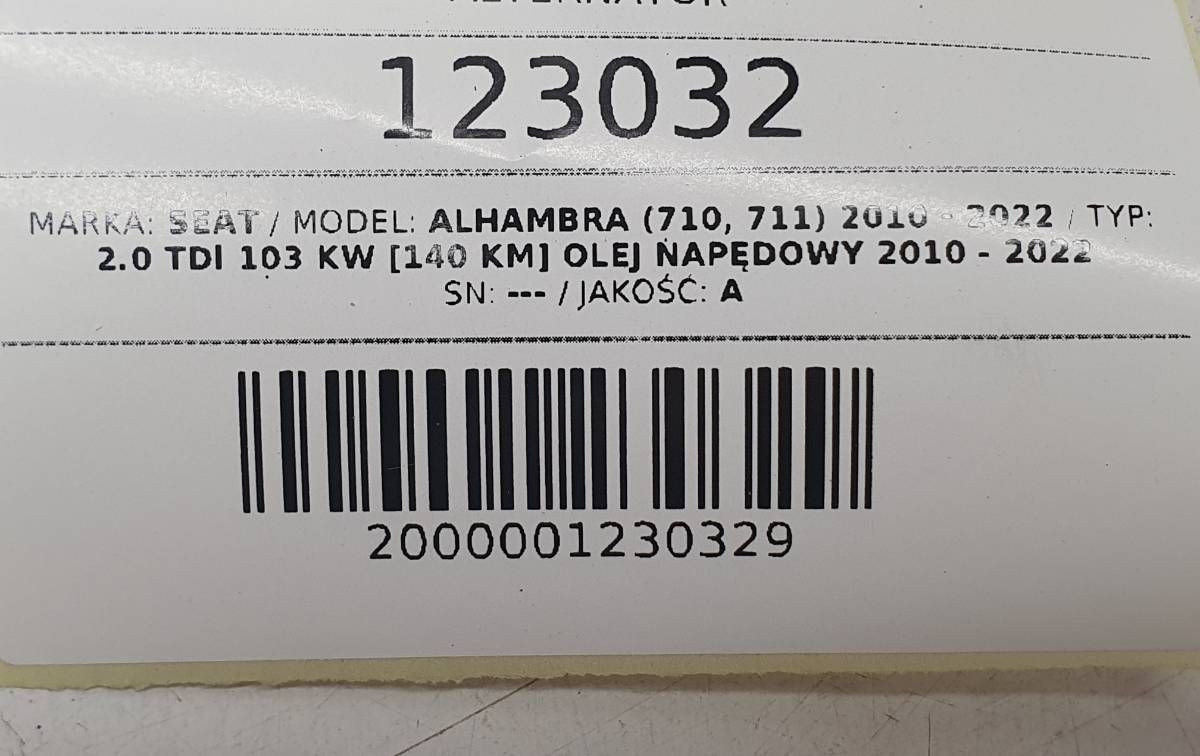 ALTERNATOR
123032
MARKA: SEAT / MODEL: ALHAMBRA (710, 711) 2010 - 2022 / TYP:
2.0 TDI 103 KW [140 KM] OLEJ NAPĘDOWY 2010 - 2022
SN: --- / JAKOŚĆ: A
2000001230329